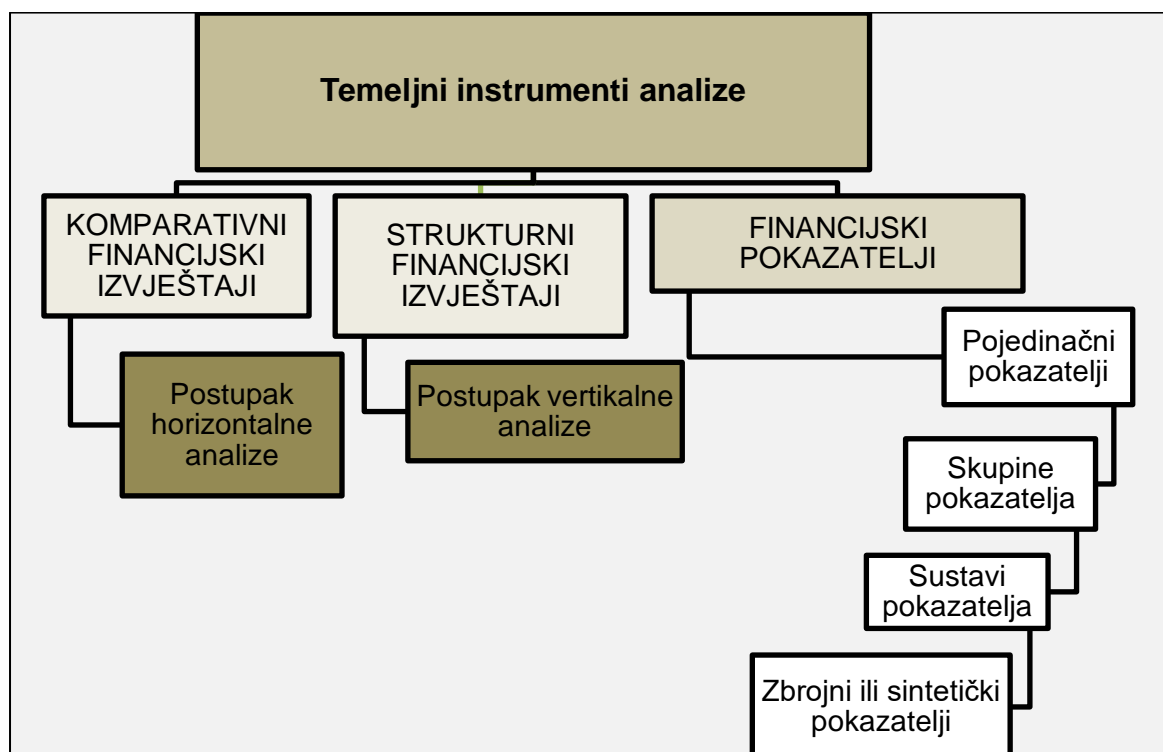 Temeljni instrumenti analize
KOMPARATIVNI
FINANCIJSKI
IZVJEŠTAJI
STRUKTURNI
FINANCIJSKI
IZVJEŠTAJI
FINANCIJSKI
POKAZATELJI
Postupak
horizontalne
analize
Postupak vertikalne
analize
Pojedinačni
pokazatelji
Skupine
pokazatelja
Sustavi
pokazatelja
Zbrojni ili sintetički
pokazatelji